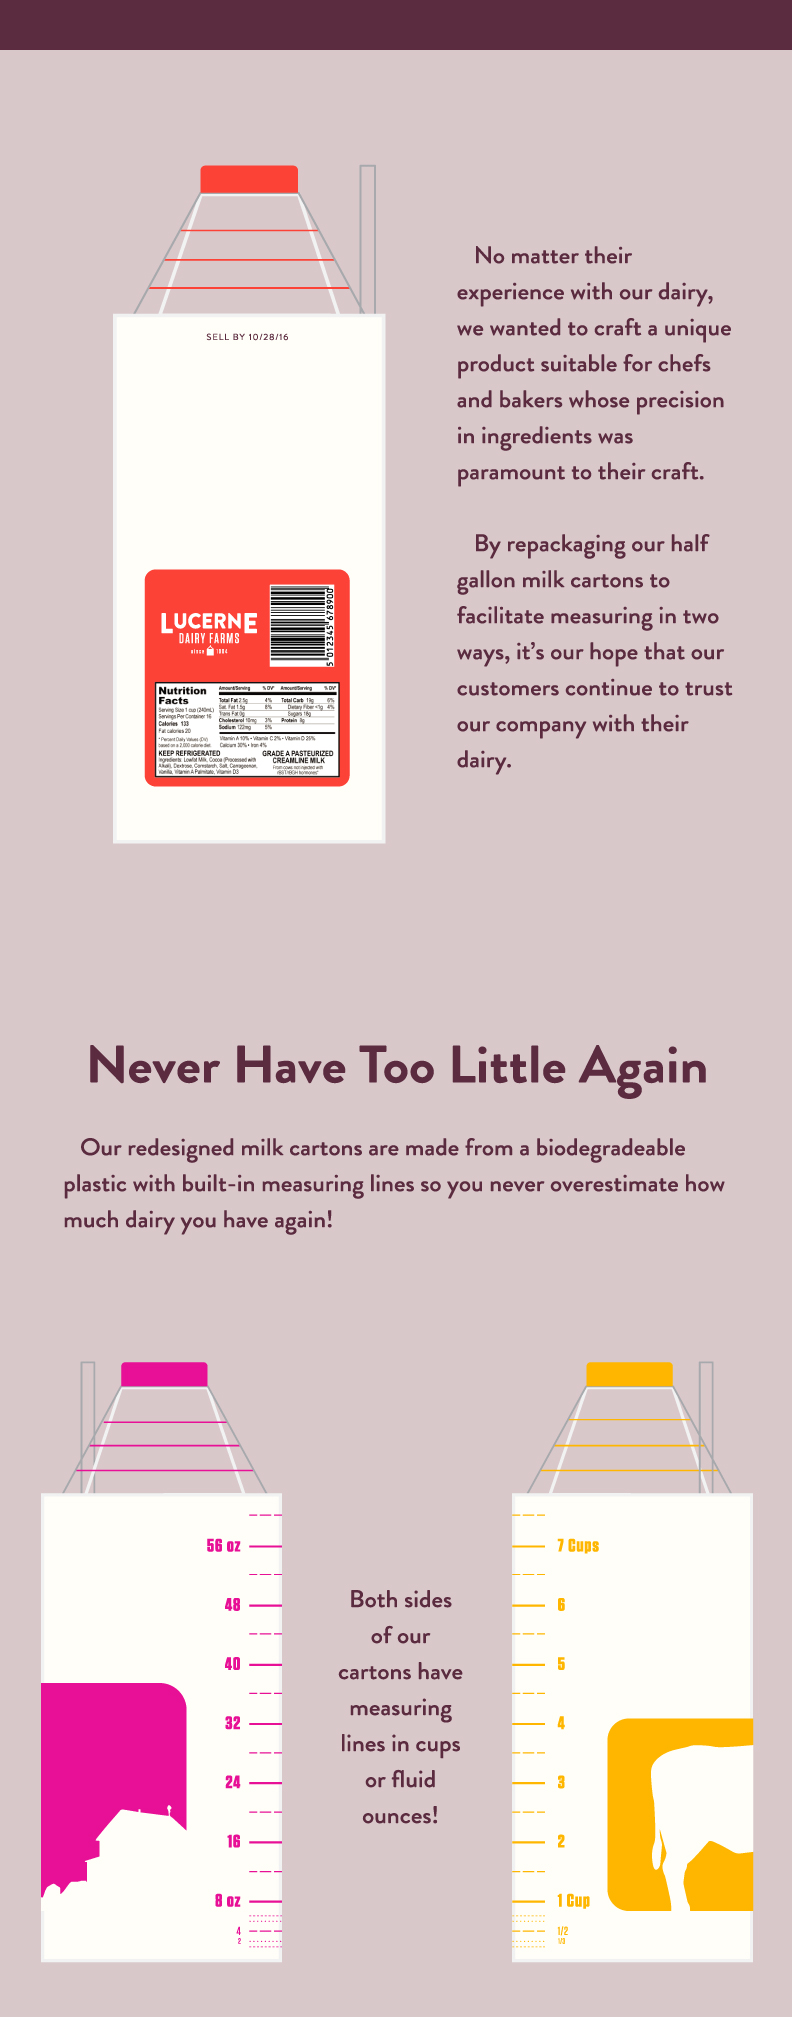 SELL BY 10/28/16
No matter their
experience with our dairy,
we wanted to craft a unique
product suitable for chefs
and bakers whose precision
in ingredients was
paramount to their craft.
By repackaging our half
gallon milk cartons to
facilitate measuring in two
ways, it’s our hope that our
customers continue to trust
our company with their
dairy.
LUCERNE
DAIRY FARMS
since 1904
5 012345 678900
Nutrition
Facts
Serving Size 1 cup (240mL)
Servings Per Container 16
Calories 133
Fat calories 20
* Percent Daily Values (DV)
based on a 2,000 calorie diet.
Amount/Serving % DV* Amount/Serving % DV*
Total Fat 2.5g 4% Total Carb 19g 6%
Sat. Fat 1.5g 8% Dietary Fiber <1g 4%
Trans Fat 0g Sugars 18g
Cholesterol 10mg 3% Protein 8g
Sodium 122mg 5%
Vitamin A 10% • Vitamin C 2% • Vitamin D 25%
Calcium 30% • Iron 4%
KEEP REFRIGERATED
Ingredients: Lowfat Milk, Cocoa (Processed with
Alkali), Dextrose, Cornstarch, Salt, Carrageenan,
Vanilla, Vitamin A Palmitate, Vitamin D3
GRADE A PASTEURIZED
CREAMLINE MILK
From cows not injected with
Never Have Too Little Again
Our redesigned milk cartons are made from a biodegradeable
plastic with built-in measuring lines so you never overestimate how
much dairy you have again!
56 oz
48
40
32
24
16
8 oz
4
2
Both sides
of our
cartons have
measuring
lines in cups
or fluid
ounces!
7 Cups
6
5
4
3
2
1 Cup
1/2
1/3